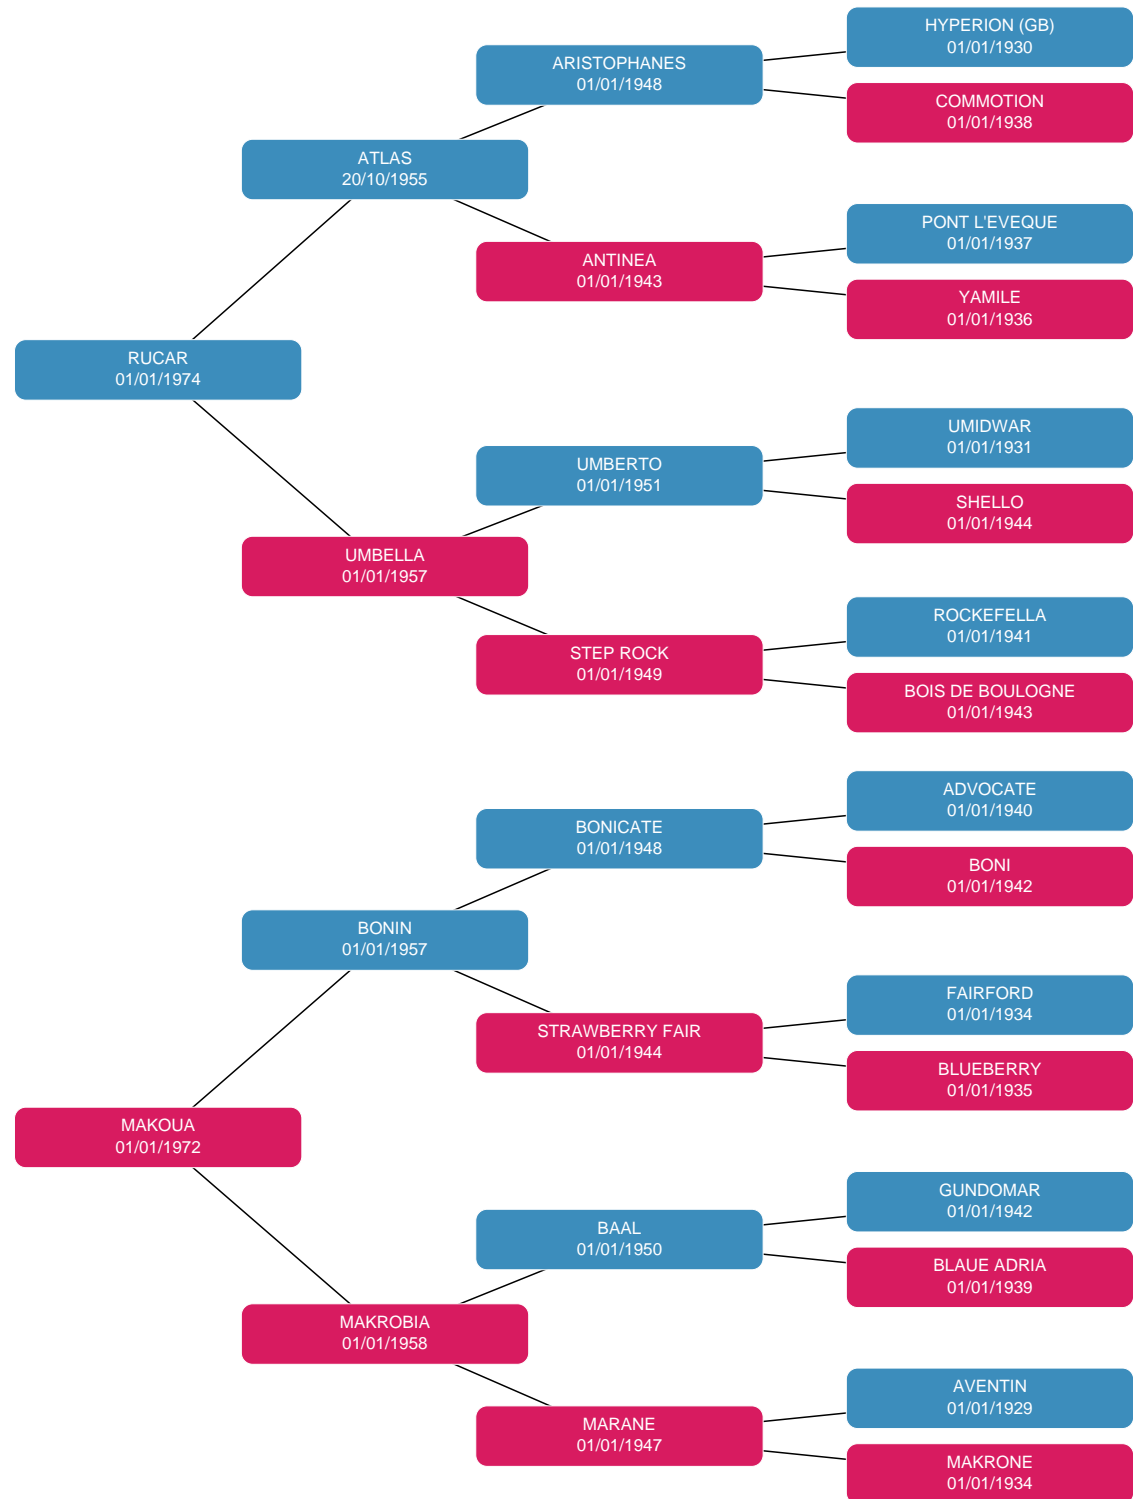 HYPERION (GB)
01/01/1930
ARISTOPHANES
01/01/1948
COMMOTION
01/01/1938
ATLAS
20/10/1955
PONT L'EVEQUE
01/01/1937
ANTINEA
01/01/1943
YAMILE
01/01/1936
RUCAR
01/01/1974
UMIDWAR
01/01/1931
UMBERTO
01/01/1951
SHELLO
01/01/1944
UMBELLA
01/01/1957
ROCKEFELLA
01/01/1941
STEP ROCK
01/01/1949
BOIS DE BOULOGNE
01/01/1943
ADVOCATE
01/01/1940
BONICATE
01/01/1948
BONI
01/01/1942
BONIN
01/01/1957
FAIRFORD
01/01/1934
STRAWBERRY FAIR
01/01/1944
BLUEBERRY
01/01/1935
MAKOUA
01/01/1972
GUNDOMAR
01/01/1942
BAAL
01/01/1950
BLAUE ADRIA
01/01/1939
MAKROBIA
01/01/1958
AVENTIN
01/01/1929
MARANE
01/01/1947
MAKRONE
01/01/1934